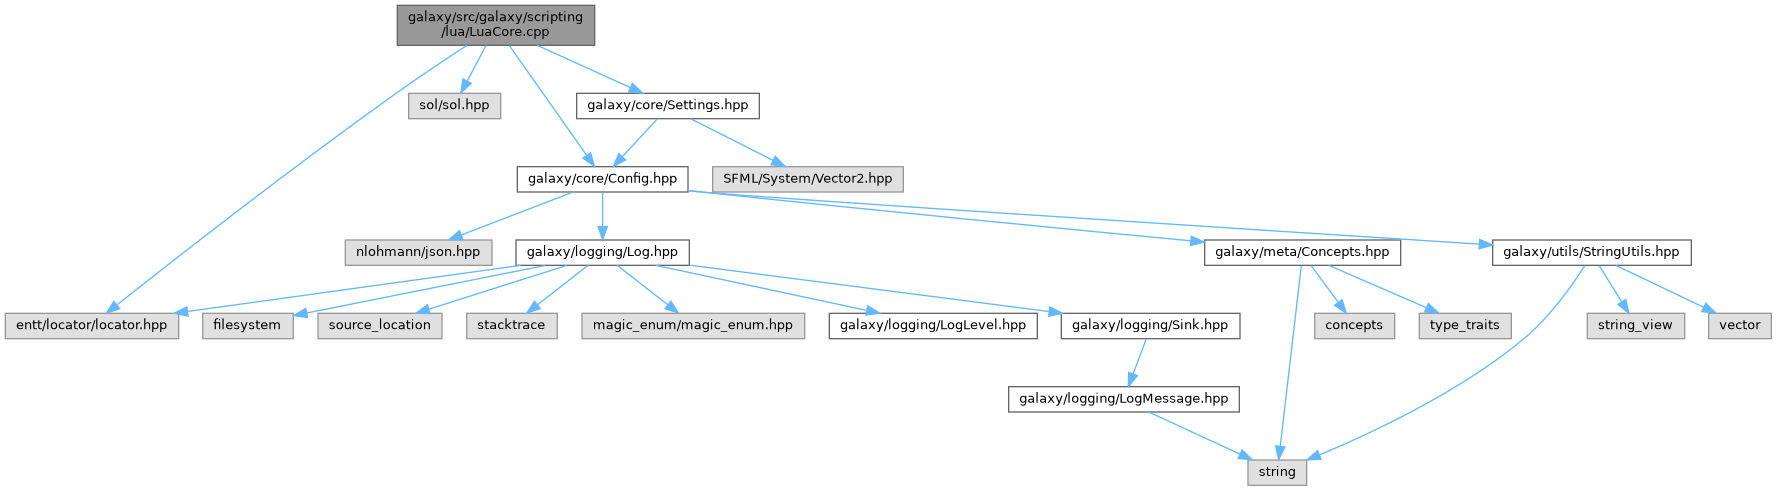 galaxy/src/galaxy/scripting
/lua/LuaCore.cpp
sol/sol.hpp
galaxy/core/Settings.hpp
galaxy/core/Config.hpp
SFML/System/Vector2.hpp
nlohmann/json.hpp
galaxy/logging/Log.hpp
galaxy/meta/Concepts.hpp
galaxy/utils/StringUtils.hpp
entt/locator/locator.hpp
filesystem
source_location
stacktrace
magic_enum/magic_enum.hpp
galaxy/logging/LogLevel.hpp
galaxy/logging/Sink.hpp
concepts
type_traits
string_view
vector
galaxy/logging/LogMessage.hpp
string